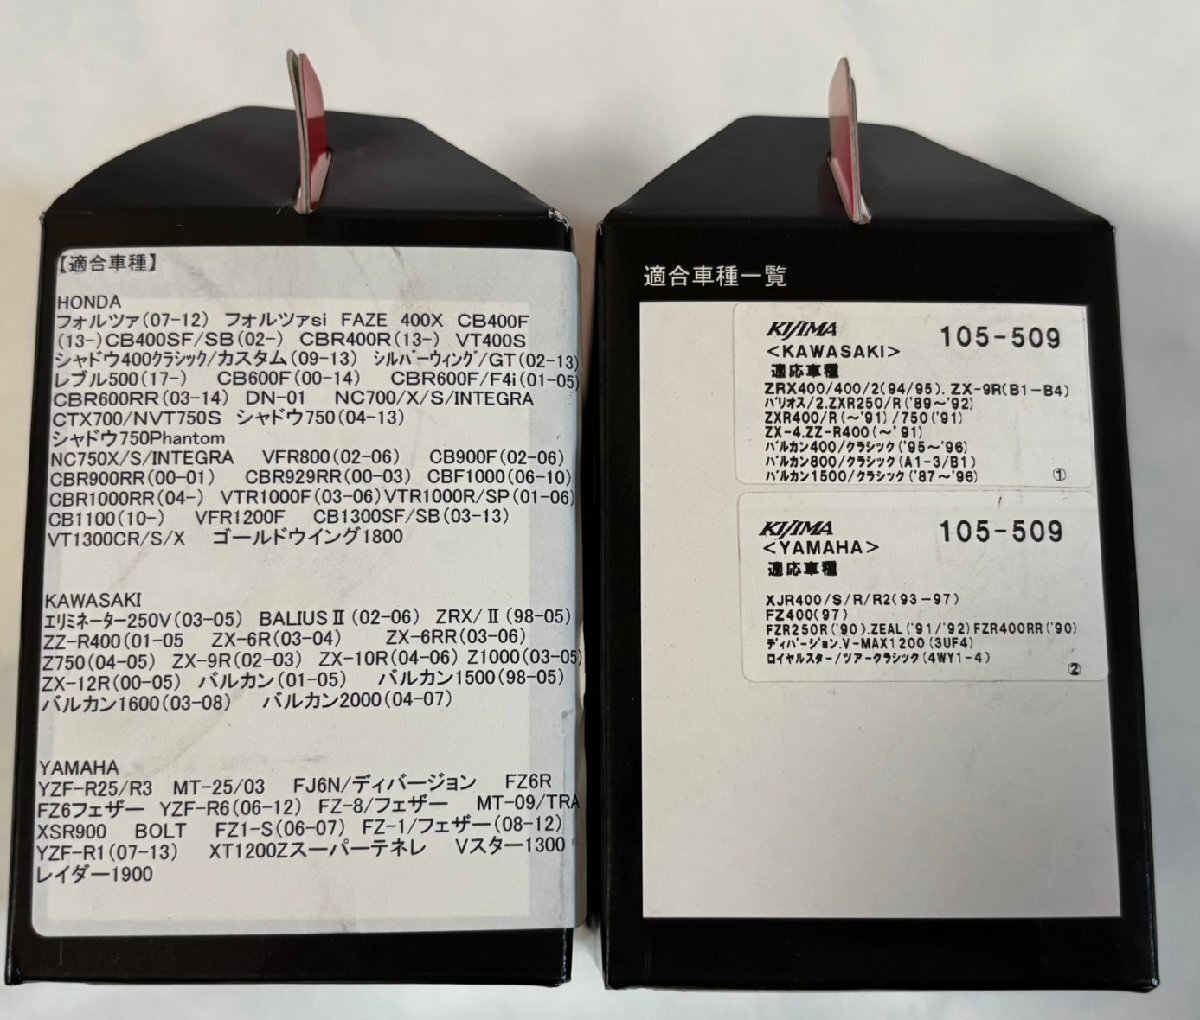 【適合車種】
HONDA
フォルツァ(07-12) フォルツァsi FAZE 400X CB400F
(13-)CB400SF/SB(02-) CBR400R(13-) VT400S
シャドウ400クラシック/カスタム(09-13) シルバーウィング/GT(02-13)
レブル500(17-) CB600F(00-14) CBR600F/F4i(01-05)
CBR600RR(03-14) DN-01 NC700/X/S/INTEGRA
CTX700/NVT750S シャドウ750(04-13)
シャドウ750Phantom
NC750X/S/INTEGRA VFR800(02-06) CB900F(02-06)
CBR900RR(00-01) CBR929RR(00-03) CBF1000(06-10)
CBR1000RR(04-) VTR1000F(03-06)VTR1000R/SP(01-06)
CB1100(10-) VFR1200F CB1300SF/SB(03-13)
VT1300CR/S/X ゴールドウイング1800
KAWASAKI
エリミネーター250V(03-05) BALIUSⅡ(02-06) ZRX/Ⅱ(98-05)
ZZ-R400(01-05 ZX-6R(03-04) ZX-6RR(03-06)
Z750(04-05) ZX-9R(02-03) ZX-10R(04-06) Z1000(03-05)
ZX-12R(00-05) バルカン(01-05) バルカン1500(98-05)
バルカン1600(03-08) バルカン2000(04-07)
YAMAHA
YZF-R25/R3 MT-25/03 FJ6N/ディバージョン FZ6R
FZ6フェザー YZF-R6(06-12) FZ-8/フェザー MT-09/TRA
XSR900 BOLT FZ1-S(06-07) FZ-1/フェザー(08-12)
YZF-R1(07-13) XT1200Zスーパーテネレ Vスター1300
レイダー1900
適合車種一覧
KIJIMA 105-509
<KAWASAKI>
適応車種
ZRX400/400/2(94/95). ZX-9R(B1-B4)
バリオス/2.ZXR250/R('89~'92)
ZXR400/R(~'91)/750('91)
ZX-4.ZZ-R400(~'91)
バルカン400/クラシック('95~'96)
バルカン800/クラシック(A1-3/B1)
バルカン1500/クラシック('87~'96)
①
KIJIMA 105-509
<YAMAHA>
適応車種
XJR400/S/R/R2(93-97)
FZ400(97)
FZR250R('90).ZEAL('91/'92)FZR400RR('90)
ディバージョン.V-MAX1200(3UF4)
ロイヤルスター/ツアークラシック(4WY1-4)
②